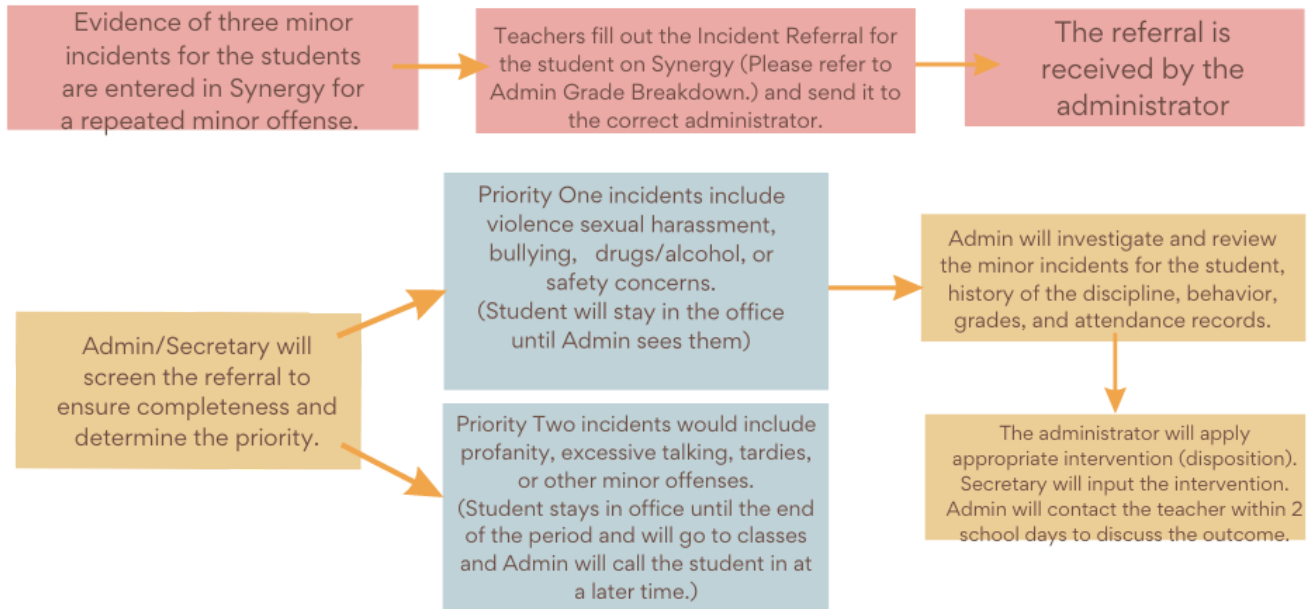 Evidence of three minor
incidents for the students
are entered in Synergy for
a repeated minor offense.
Teachers fill out the Incident Referral for
the student on Synergy (Please refer to
Admin Grade Breakdown.) and send it to
the correct administrator.
The referral is
received by the
administrator
Admin/Secretary will
screen the referral to
ensure completeness and
determine the priority.
Priority One incidents include
violence sexual harassment,
bullying, drugs/alcohol, or
safety concerns.
(Student will stay in the office
until Admin sees them)
Priority Two incidents would include
profanity, excessive talking, tardies,
or other minor offenses.
(Student stays in office until the end
of the period and will go to classes
and Admin will call the student in at
a later time.)
Admin will investigate and review
the minor incidents for the student,
history of the discipline, behavior,
grades, and attendance records.
The administrator will apply
appropriate intervention (disposition).
Secretary will input the intervention.
Admin will contact the teacher within 2
school days to discuss the outcome.